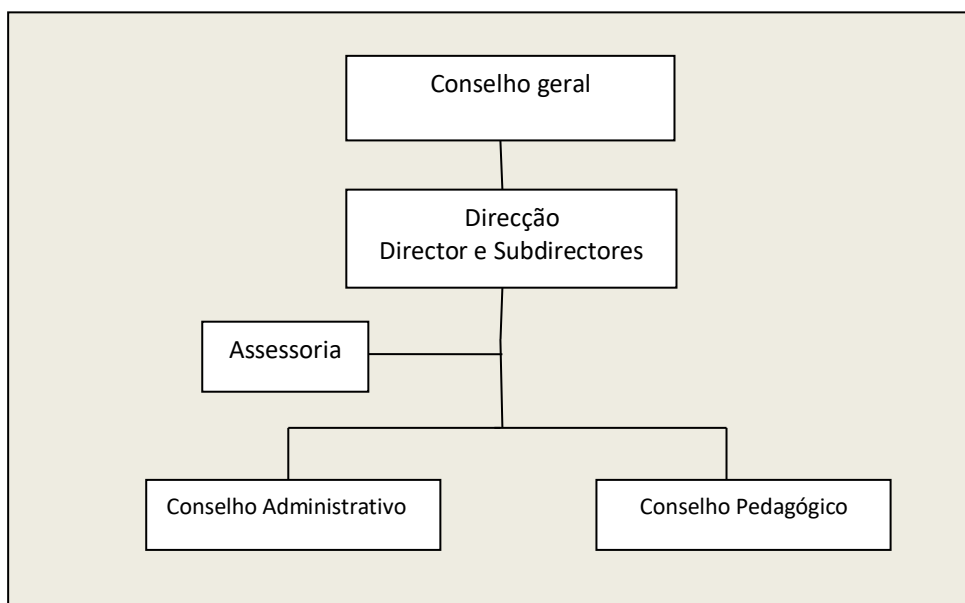 Conselho geral
Direcção
Director e Subdirectores
Assessoria
Conselho Administrativo
Conselho Pedagógico